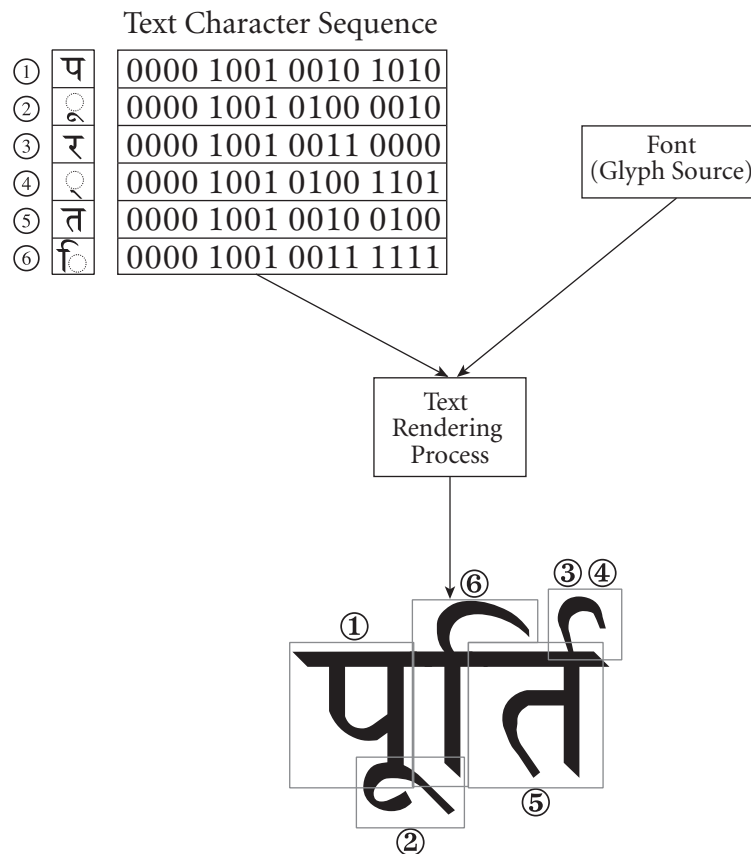 Text Character Sequence
① प 0000 1001 0010 1010
② ू 0000 1001 0100 0010
③ र 0000 1001 0011 0000
④ ् 0000 1001 0100 1101
⑤ त 0000 1001 0010 0100
⑥ ि 0000 1001 0011 1111
Font
(Glyph Source)
Text
Rendering
Process
⑥ ③ ④
①
पूर्ति
⑤
②